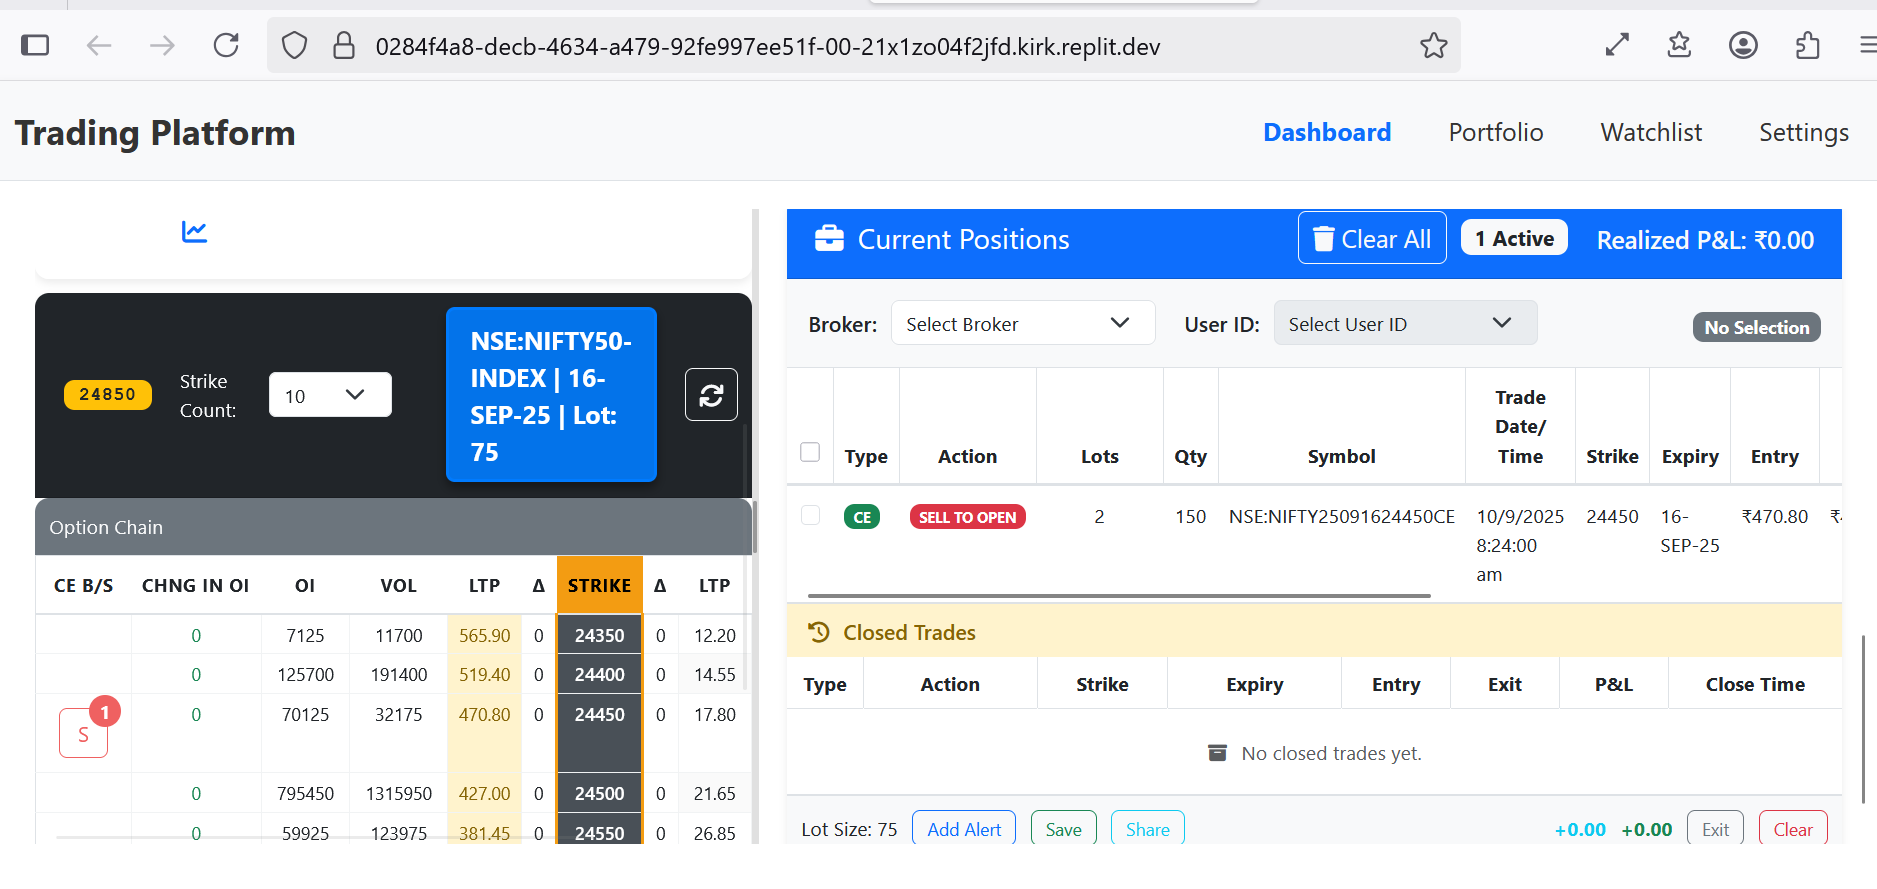 0284f4a8-decb-4634-a479-92fe997ee51f-00-21x1zo04f2jfd.kirk.replit.dev
Trading Platform
Dashboard Portfolio Watchlist Settings
24850
Strike
Count:
10
NSE:NIFTY50-
INDEX | 16-
SEP-25 | Lot:
75
Option Chain
CE B/S CHNG IN OI OI VOL LTP Δ STRIKE Δ LTP
0 7125 11700 565.90 0 24350 0 12.20
0 125700 191400 519.40 0 24400 0 14.55
S 1 0 70125 32175 470.80 0 24450 0 17.80
0 795450 1315950 427.00 0 24500 0 21.65
0 59925 123975 381.45 0 24550 0 26.85
Current Positions Clear All 1 Active Realized P&L: ₹0.00
Broker: Select Broker User ID: Select User ID No Selection
Type Action Lots Qty Symbol Trade Date/ Time Strike Expiry Entry
CE SELL TO OPEN 2 150 NSE:NIFTY25091624450CE 10/9/2025 8:24:00 am 24450 16-SEP-25 ₹470.80
Closed Trades
Type Action Strike Expiry Entry Exit P&L Close Time
No closed trades yet.
Lot Size: 75 Add Alert Save Share +0.00 +0.00 Exit Clear